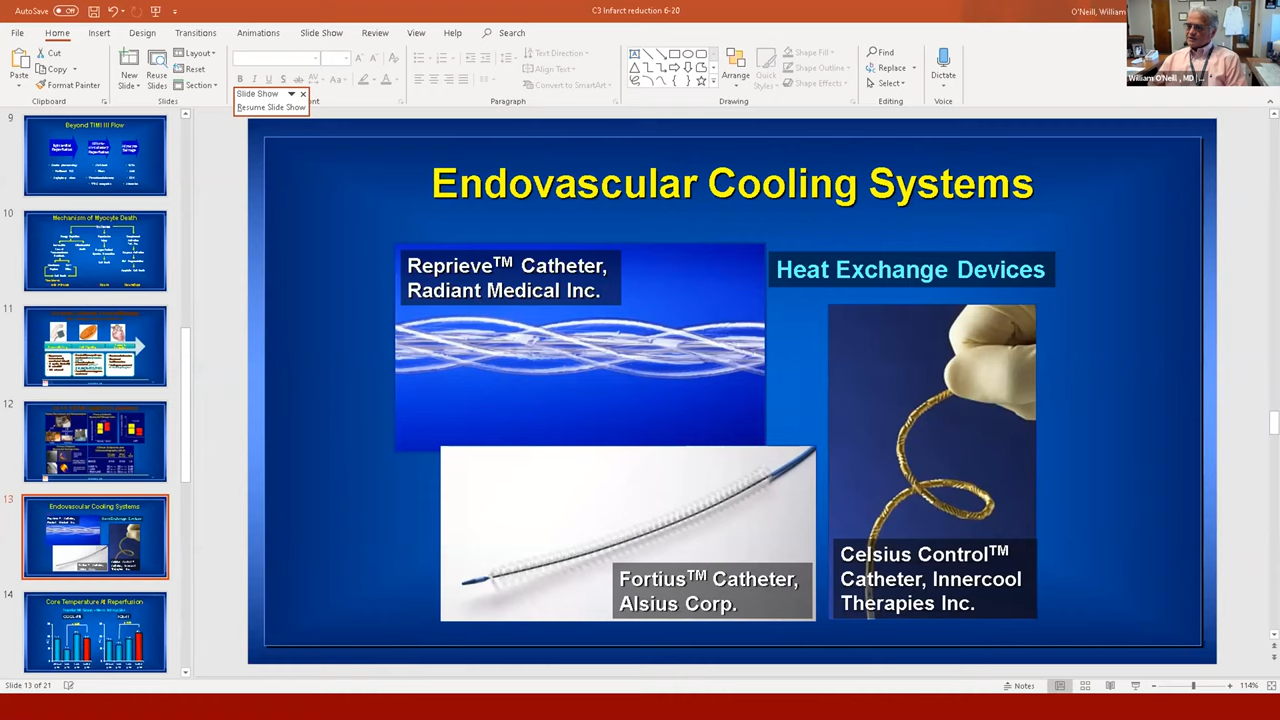 AutoSave Off
C3 Infarct reduction 6-20
O'Neill, William
File Home Insert Design Transitions Animations Slide Show Review View Help Search
Paste
Cut
Copy
Format Painter
Clipboard
New Slide
Reuse Slides
Layout
Reset
Section
Slides
Slide Show
Resume Slide Show
Text Direction
Align Text
Convert to SmartArt
Paragraph
Arrange
Quick Styles
Shape Fill
Shape Outline
Shape Effects
Drawing
Find
Replace
Select
Editing
Dictate
Voice
William O'Neill , MD
9
Beyond TIMI III Flow
10
Mechanism of Myocyte Death
11
12
13
Endovascular Cooling Systems
14
Core Temperature At Reperfusion
Endovascular Cooling Systems
Reprieve™ Catheter,
Radiant Medical Inc.
Heat Exchange Devices
Fortius™ Catheter,
Alsius Corp.
Celsius Control™
Catheter, Innercool
Therapies Inc.
Slide 13 of 21
Notes
114%